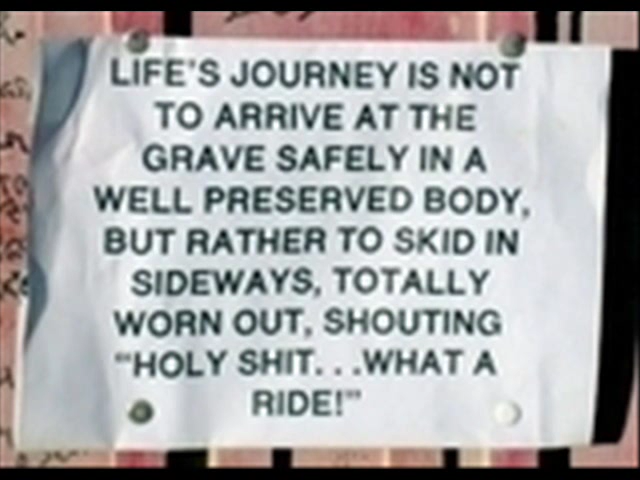 LIFE'S JOURNEY IS NOT
TO ARRIVE AT THE
GRAVE SAFELY IN A
WELL PRESERVED BODY,
BUT RATHER TO SKID IN
SIDEWAYS, TOTALLY
WORN OUT, SHOUTING
"HOLY SHIT...WHAT A
RIDE!"